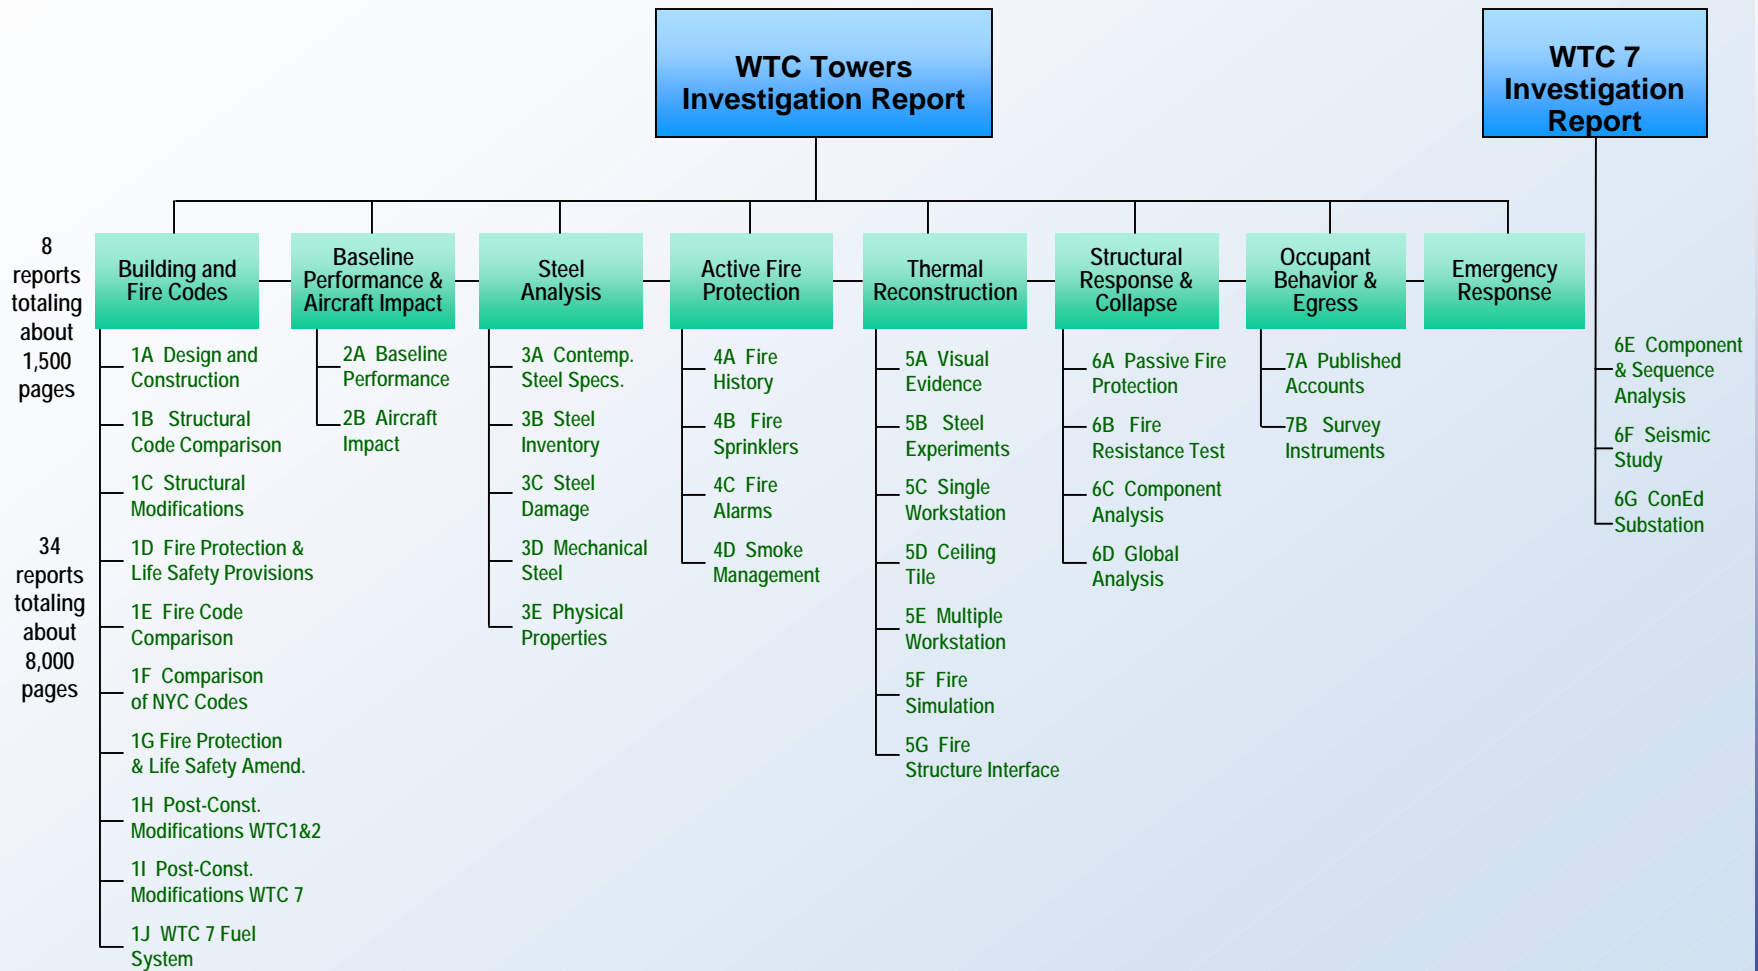 WTC Towers
Investigation Report
WTC 7
Investigation
Report
8
reports
totaling
about
1,500
pages
34
reports
totaling
about
8,000
pages
Building and
Fire Codes
1A Design and
Construction
1B Structural
Code Comparison
1C Structural
Modifications
1D Fire Protection &
Life Safety Provisions
1E Fire Code
Comparison
1F Comparison
of NYC Codes
1G Fire Protection
& Life Safety Amend.
1H Post-Const.
Modifications WTC1&2
1I Post-Const.
Modifications WTC 7
1J WTC 7 Fuel
System
Baseline
Performance &
Aircraft Impact
2A Baseline
Performance
2B Aircraft
Impact
Steel
Analysis
3A Contemp.
Steel Specs.
3B Steel
Inventory
3C Steel
Damage
3D Mechanical
Steel
3E Physical
Properties
Active Fire
Protection
4A Fire
History
4B Fire
Sprinklers
4C Fire
Alarms
4D Smoke
Management
Thermal
Reconstruction
5A Visual
Evidence
5B Steel
Experiments
5C Single
Workstation
5D Ceiling
Tile
5E Multiple
Workstation
5F Fire
Simulation
5G Fire
Structure Interface
Structural
Response &
Collapse
6A Passive Fire
Protection
6B Fire
Resistance Test
6C Component
Analysis
6D Global
Analysis
Occupant
Behavior &
Egress
7A Published
Accounts
7B Survey
Instruments
Emergency
Response
6E Component
& Sequence
Analysis
6F Seismic
Study
6G ConEd
Substation